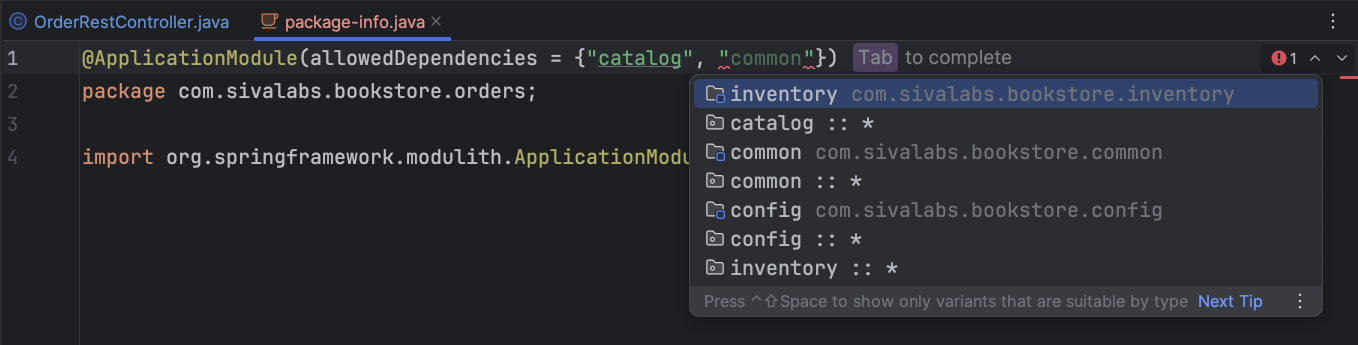 OrderRestController.java package-info.java
1 @ApplicationModule(allowedDependencies = {"catalog", "common"}) Tab to complete 1
2 package com.sivalabs.bookstore.orders;
3
4 import org.springframework.modulith.ApplicationModu
inventory com.sivalabs.bookstore.inventory
catalog :: *
common com.sivalabs.bookstore.common
common :: *
config com.sivalabs.bookstore.config
config :: *
inventory :: *
Press ^⇧Space to show only variants that are suitable by type Next Tip